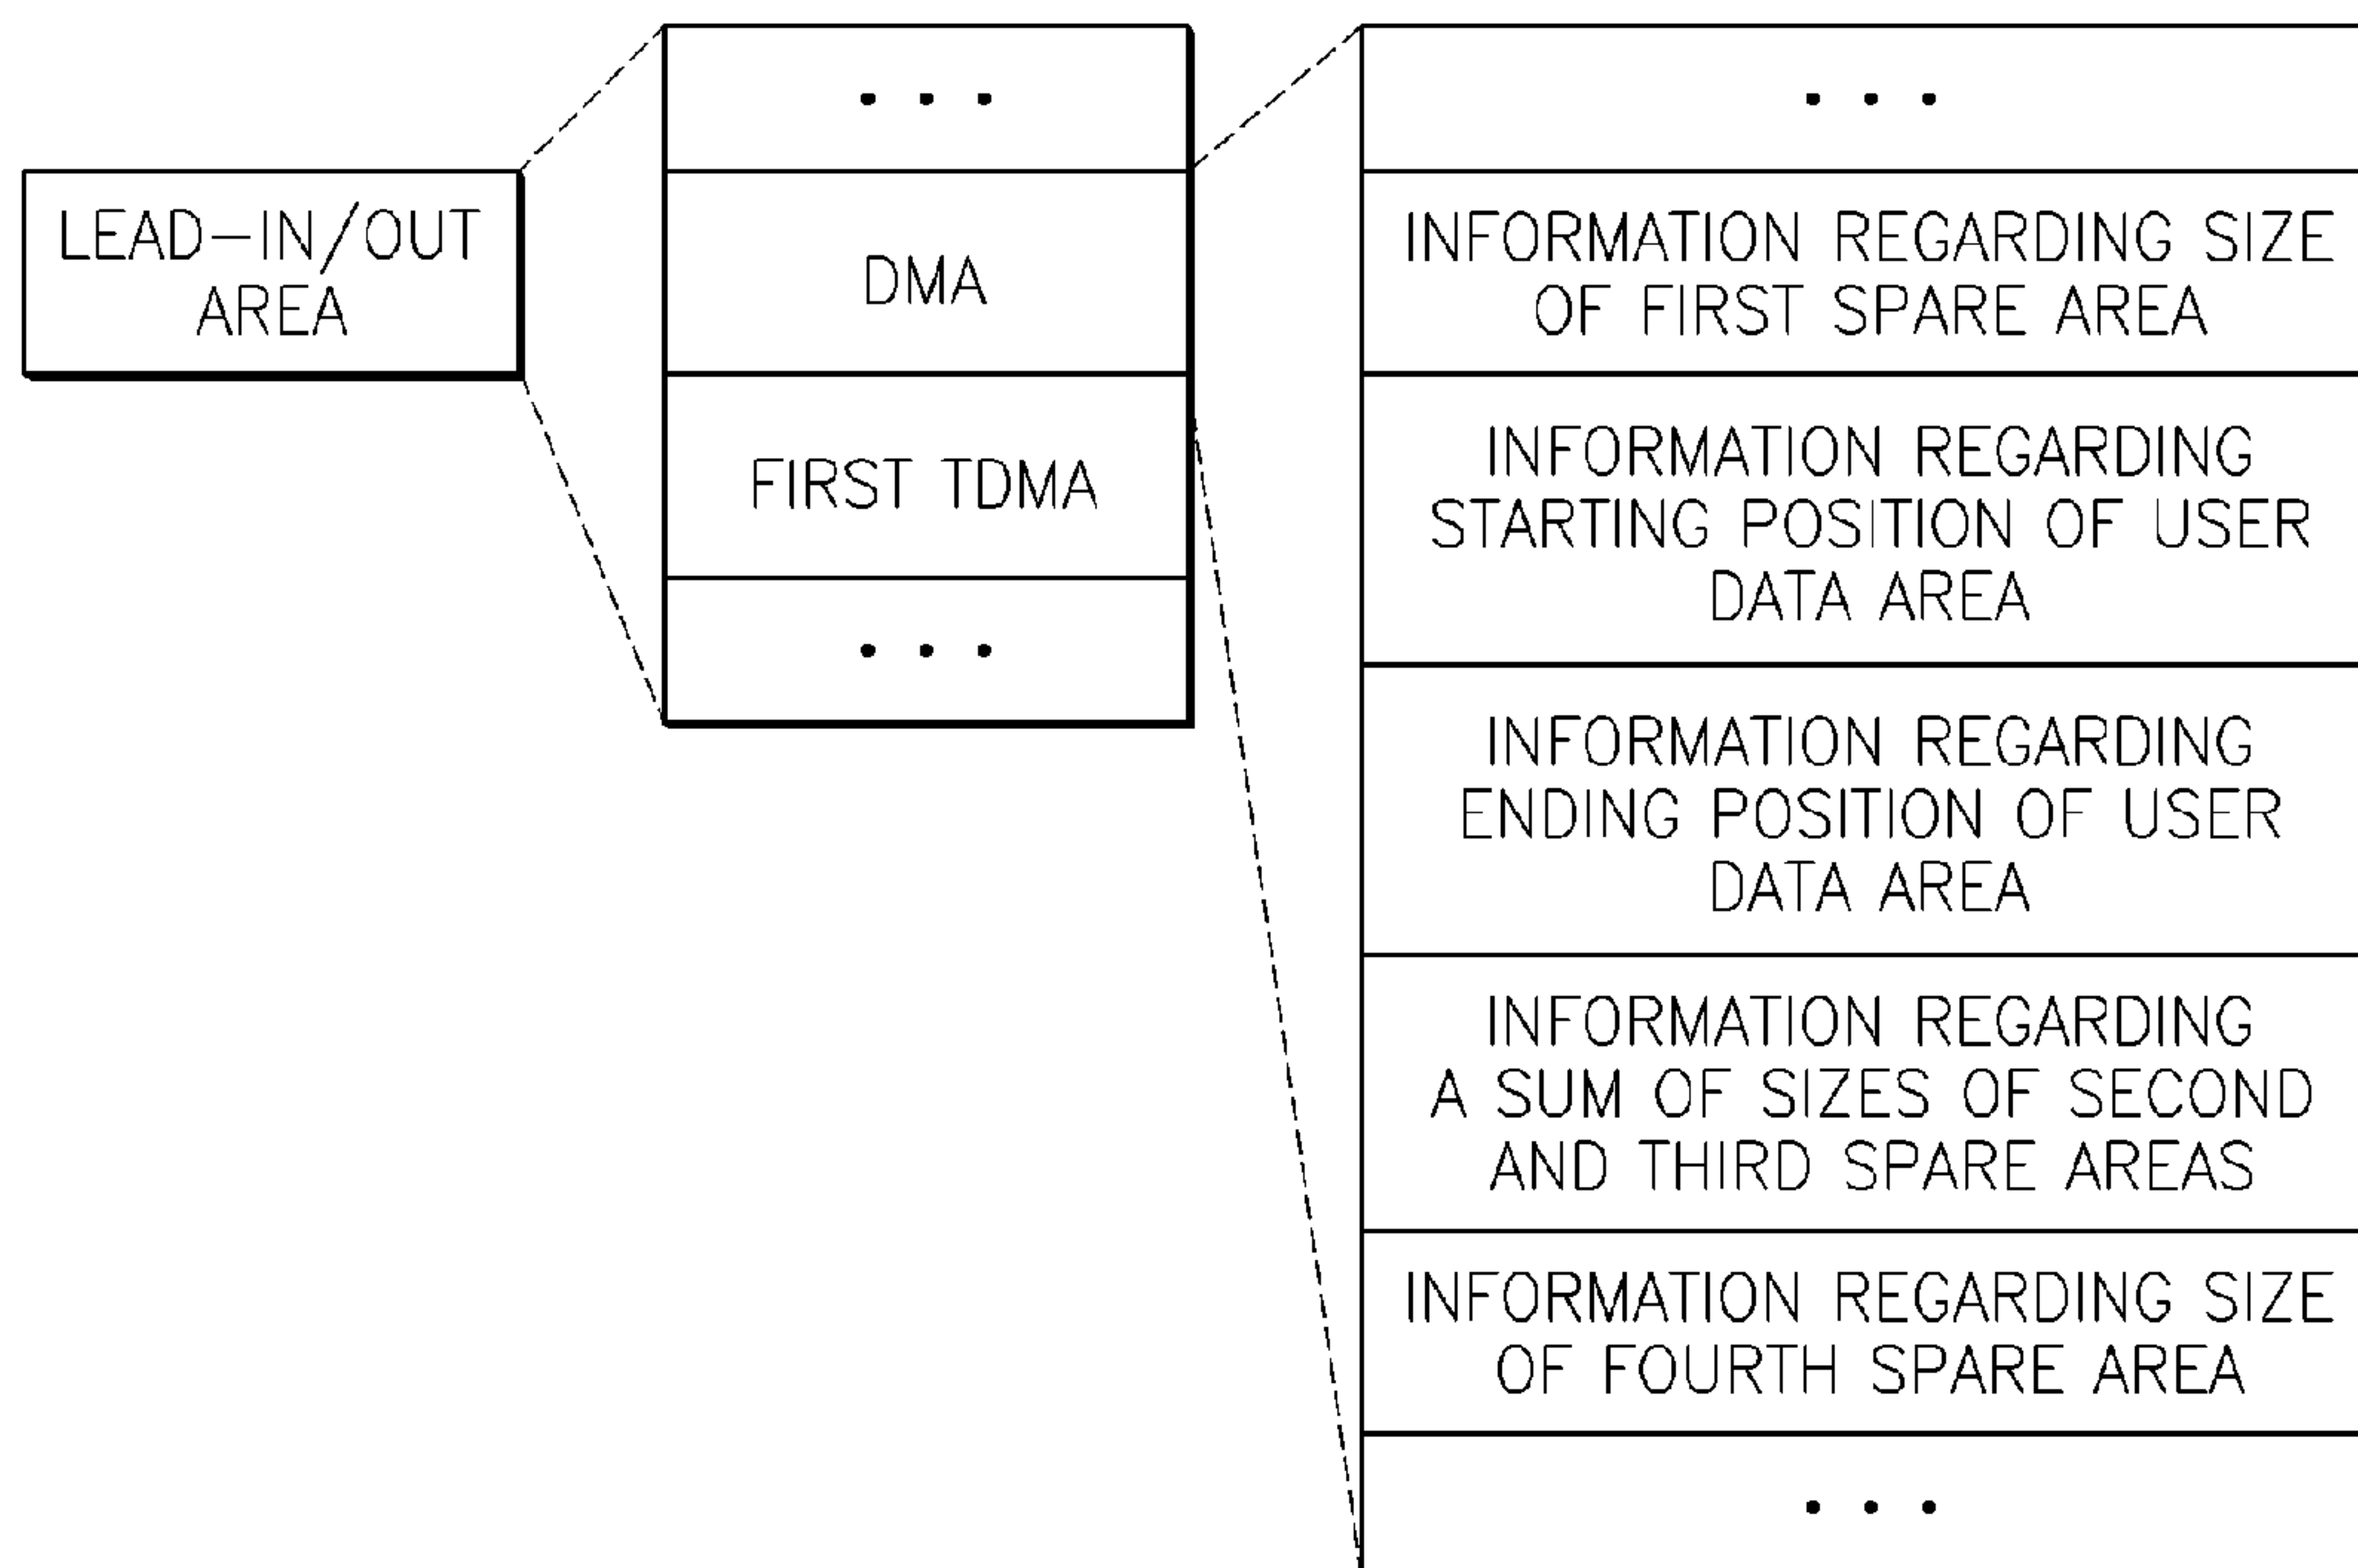 LEAD-IN/OUT
AREA
• • •
DMA
FIRST TDMA
• • •
• • •
INFORMATION REGARDING SIZE
OF FIRST SPARE AREA
INFORMATION REGARDING
STARTING POSITION OF USER
DATA AREA
INFORMATION REGARDING
ENDING POSITION OF USER
DATA AREA
INFORMATION REGARDING
A SUM OF SIZES OF SECOND
AND THIRD SPARE AREAS
INFORMATION REGARDING SIZE
OF FOURTH SPARE AREA
• • •